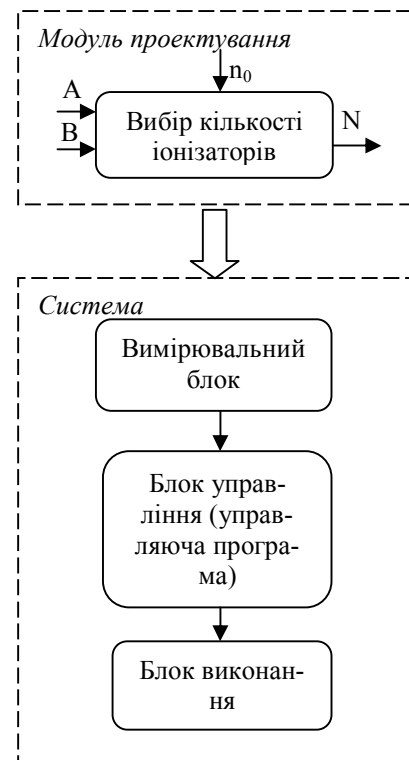 Модуль проектування
n₀
A
B
Вибір кількості
іонізаторів
N
Система
Вимірювальний
блок
Блок управ-
ління (управ-
ляюча програ-
ма)
Блок виконан-
ня